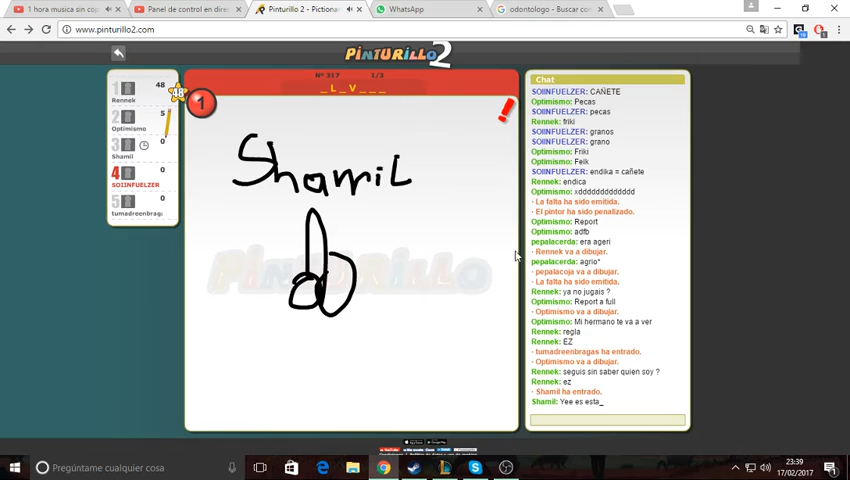 1 hora musica sin cop
Panel de control en direc
Pinturillo 2 - Pictionar
WhatsApp
odontologo - Buscar con
www.pinturillo2.com
PINTURILLO 2
Nº 317 1/3
_ L _ V _ _ _
1
1 48
Rennek
48
2 5
Optimismo
3 0
Shamil
4 0
SOIINFUELZER
5 0
tumadreenbraga
Shamil
PINTURILLO
Chat
SOIINFUELZER: CAÑETE
Optimismo: Pecas
SOIINFUELZER: pecas
Rennek: friki
SOIINFUELZER: granos
SOIINFUELZER: grano
Optimismo: Friki
Optimismo: Feik
SOIINFUELZER: endika = cañete
Rennek: endica
Optimismo: xdddddddddddd
· La falta ha sido emitida.
· El pintor ha sido penalizado.
Optimismo: Report
Optimismo: adfb
pepalacerda: era ageri
· Rennek va a dibujar.
pepalacerda: agrio*
· pepalacoja va a dibujar.
· La falta ha sido emitida.
Rennek: ya no jugais ?
Optimismo: Report a full
· Optimismo va a dibujar.
Optimismo: Mi hermano te va a ver
Rennek: regla
Rennek: EZ
· tumadreenbragas ha entrado.
· Optimismo va a dibujar.
Rennek: seguis sin saber quien soy ?
Rennek: ez
· Shamil ha entrado.
Shamil: Yee es esta_
Pregúntame cualquier cosa
23:39
17/02/2017